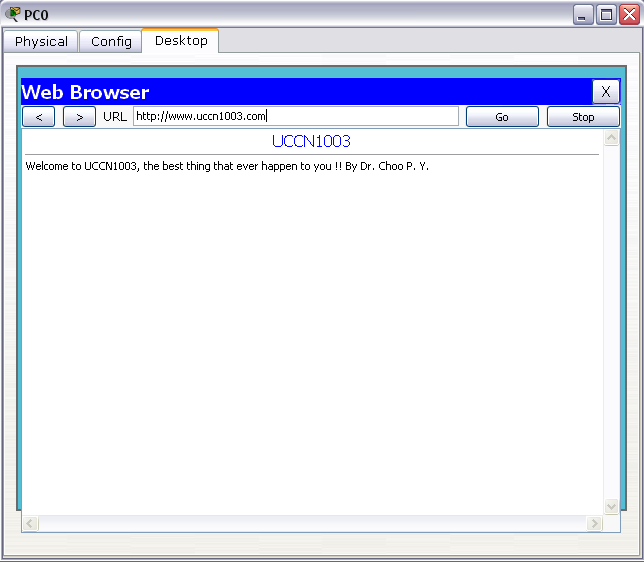 PC0
Physical Config Desktop
Web Browser X
< > URL http://www.uccn1003.com Go Stop
UCCN1003
Welcome to UCCN1003, the best thing that ever happen to you !! By Dr. Choo P. Y.